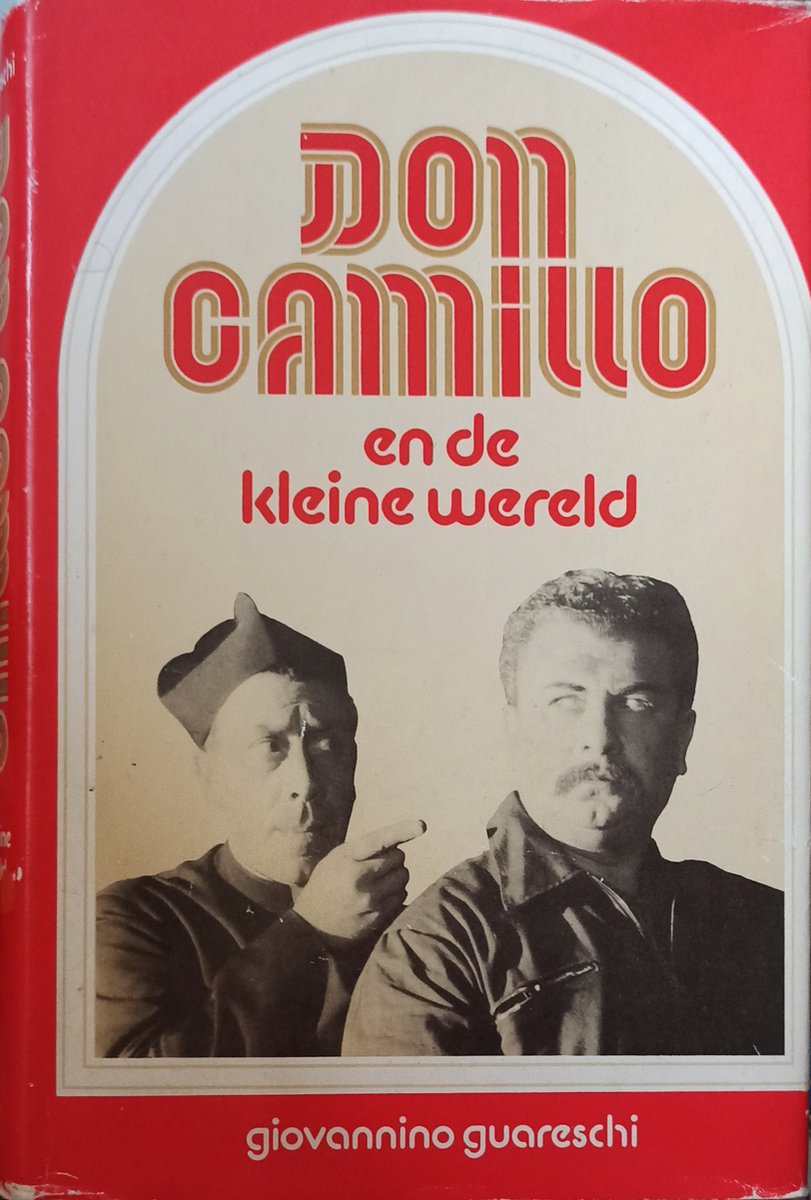 Don
Camillo
en de
kleine wereld
giovannino guareschi